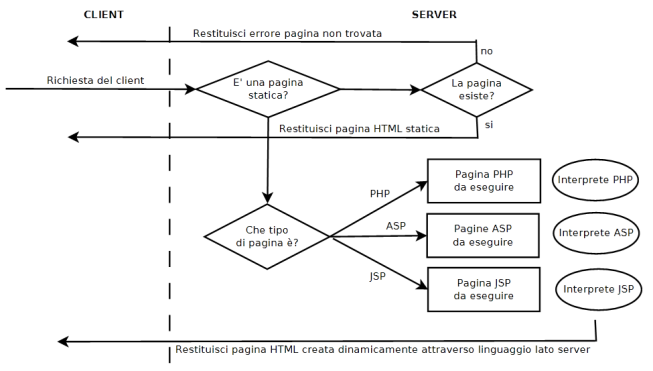 CLIENT
SERVER
Restituisci errore pagina non trovata
no
Richiesta del client
E' una pagina
statica?
La pagina
esiste?
si
Restituisci pagina HTML statica
PHP
Pagina PHP
da eseguire
Interprete PHP
Che tipo
di pagina è?
ASP
Pagine ASP
da eseguire
Interprete ASP
JSP
Pagina JSP
da eseguire
Interprete JSP
Restituisci pagina HTML creata dinamicamente attraverso linguaggio lato server